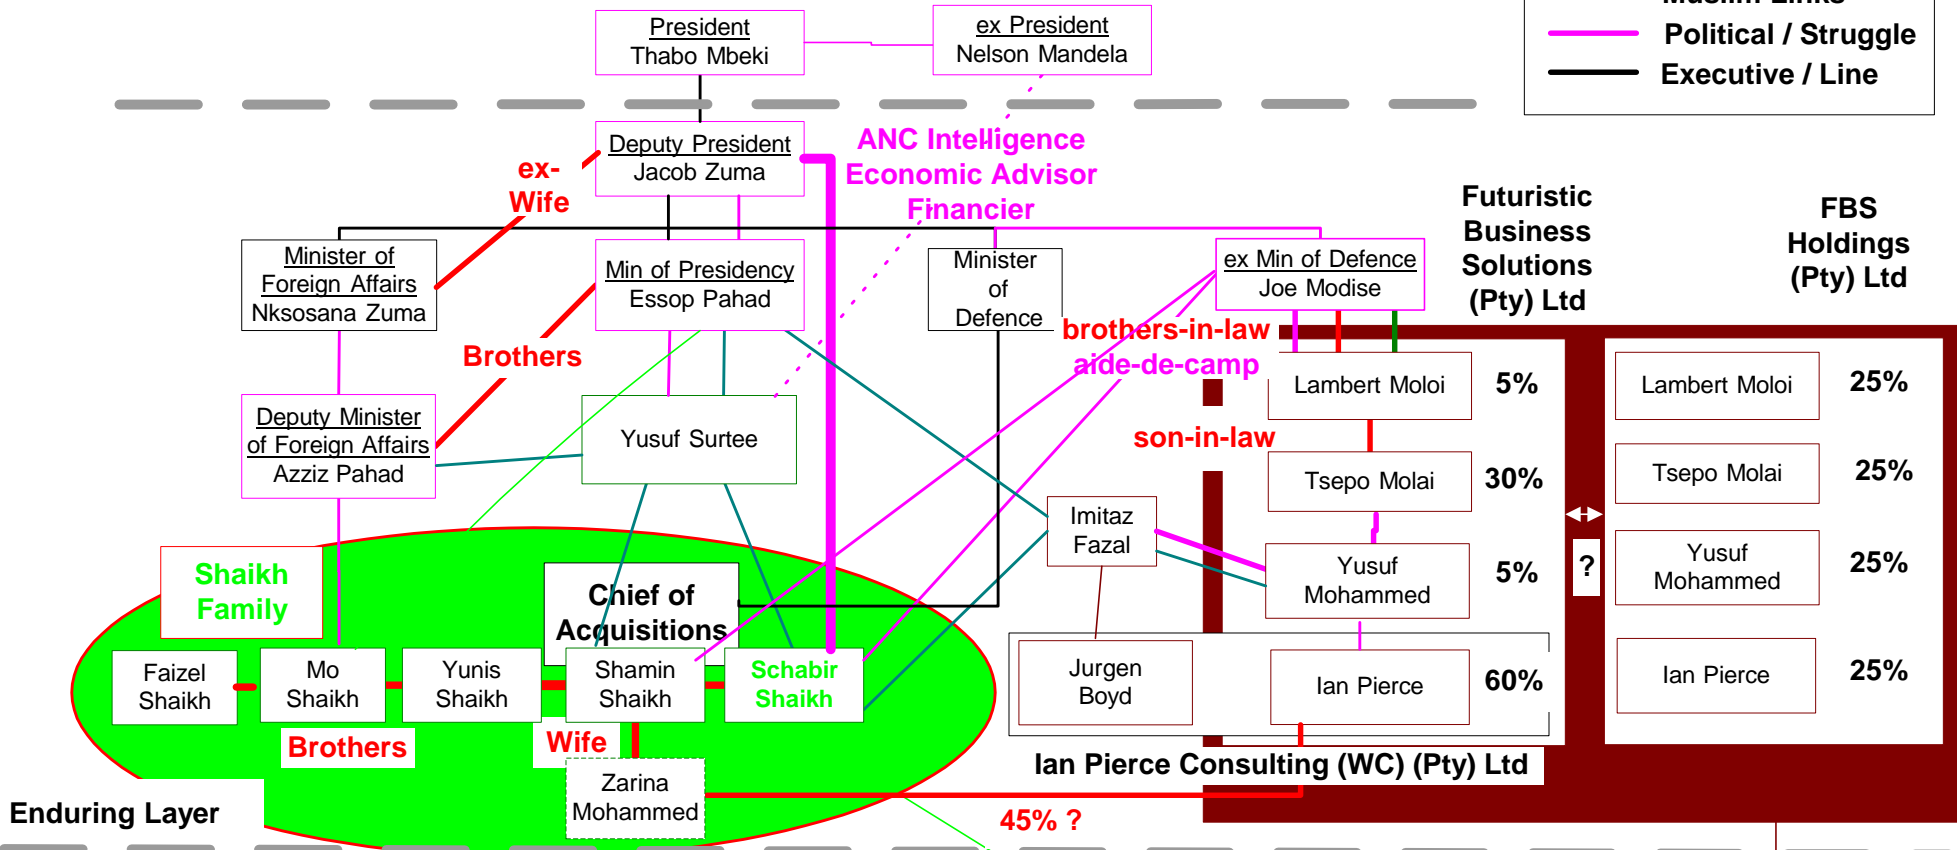 Political / Struggle
Executive / Line
President
Thabo Mbeki
ex President
Nelson Mandela
Deputy President
Jacob Zuma
ANC Intelligence
Economic Advisor
Financier
ex-
Wife
Minister of
Foreign Affairs
Nksosana Zuma
Min of Presidency
Essop Pahad
Minister
of
Defence
ex Min of Defence
Joe Modise
Futuristic
Business
Solutions
(Pty) Ltd
FBS
Holdings
(Pty) Ltd
Brothers
brothers-in-law
aide-de-camp
Deputy Minister
of Foreign Affairs
Azziz Pahad
Yusuf Surtee
son-in-law
Lambert Moloi
5%
Lambert Moloi
25%
Tsepo Molai
30%
Tsepo Molai
25%
Imitaz
Fazal
Yusuf
Mohammed
5%
?
Yusuf
Mohammed
25%
Shaikh
Family
Chief of
Acquisitions
Faizel
Shaikh
Mo
Shaikh
Yunis
Shaikh
Shamin
Shaikh
Schabir
Shaikh
Jurgen
Boyd
Ian Pierce
60%
Ian Pierce
25%
Brothers
Wife
Ian Pierce Consulting (WC) (Pty) Ltd
Zarina
Mohammed
45% ?
Enduring Layer